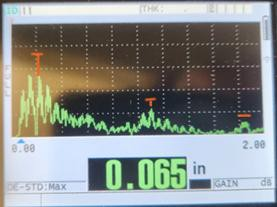 THK: .
0.00 2.00
0.065 in
DE-STD:Max GAIN dB